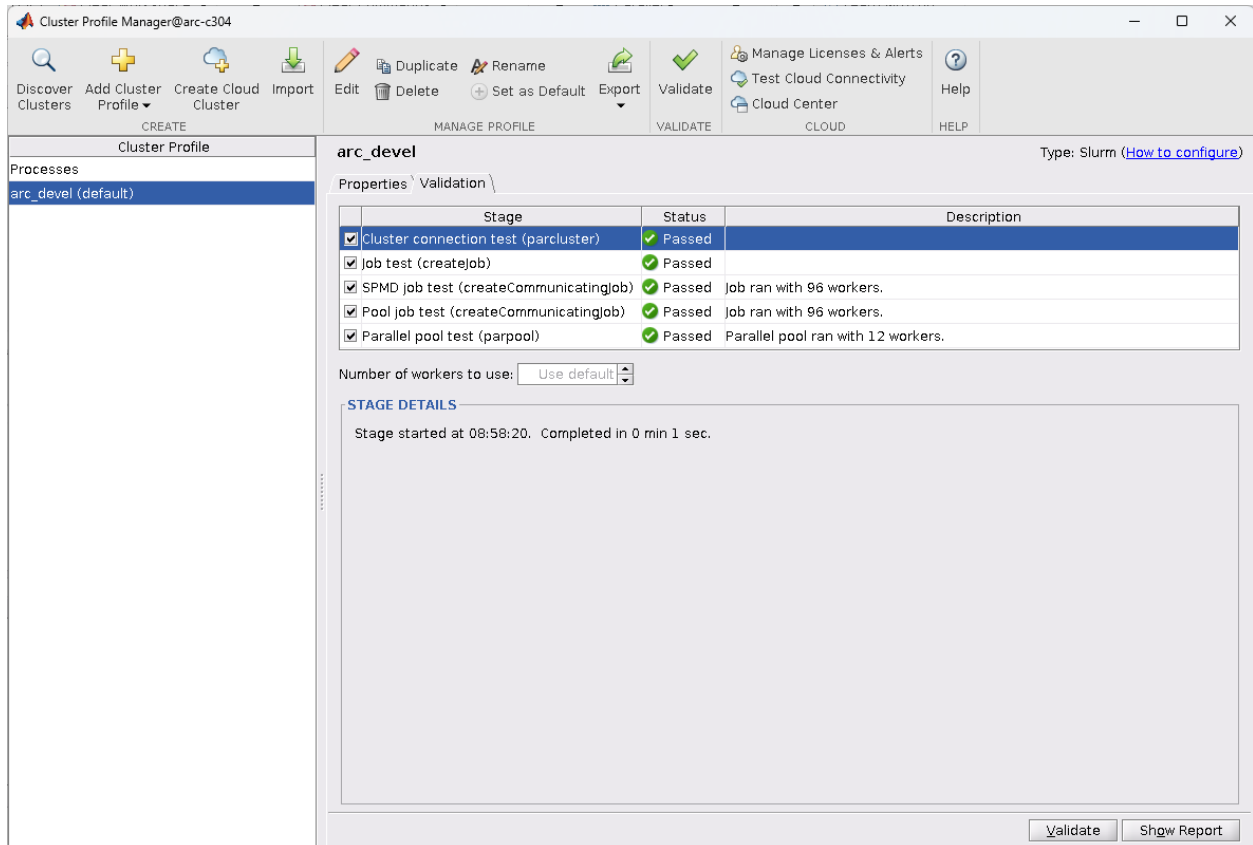 Cluster Profile Manager@arc-c304
Discover Clusters
Add Cluster Profile
Create Cloud Cluster
Import
CREATE
Edit
Duplicate
Delete
Rename
Set as Default
Export
MANAGE PROFILE
Validate
VALIDATE
Manage Licenses & Alerts
Test Cloud Connectivity
Cloud Center
CLOUD
Help
HELP
Cluster Profile
Processes
arc_devel (default)
arc_devel
Type: Slurm (How to configure)
Properties Validation
Stage Status Description
Cluster connection test (parcluster) Passed
Job test (createJob) Passed
SPMD job test (createCommunicatingJob) Passed Job ran with 96 workers.
Pool job test (createCommunicatingJob) Passed Job ran with 96 workers.
Parallel pool test (parpool) Passed Parallel pool ran with 12 workers.
Number of workers to use: Use default
STAGE DETAILS
Stage started at 08:58:20. Completed in 0 min 1 sec.
Validate Show Report